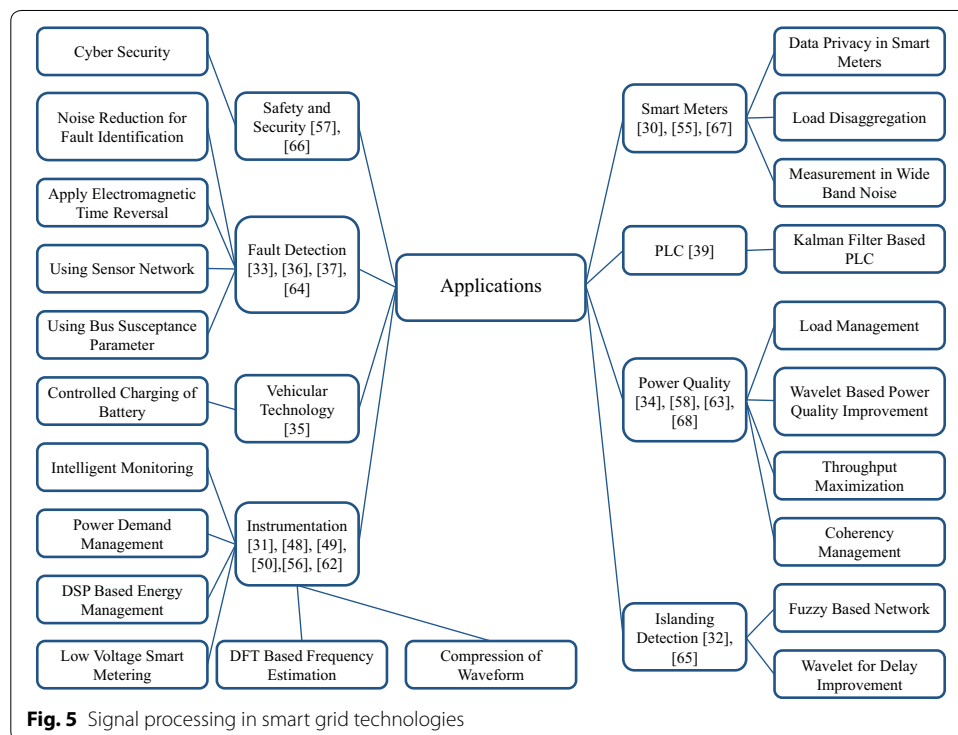 Cyber Security
Noise Reduction for
Fault Identification
Apply Electromagnetic
Time Reversal
Using Sensor Network
Using Bus Susceptance
Parameter
Controlled Charging of
Battery
Intelligent Monitoring
Power Demand
Management
DSP Based Energy
Management
Low Voltage Smart
Metering
Safety and
Security [57],
[66]
Fault Detection
[33], [36], [37],
[64]
Vehicular
Technology
[35]
Instrumentation
[31], [48], [49],
[50],[56], [62]
DFT Based Frequency
Estimation
Compression of
Waveform
Applications
Smart Meters
[30], [55], [67]
PLC [39]
Power Quality
[34], [58], [63],
[68]
Islanding
Detection [32],
[65]
Data Privacy in Smart
Meters
Load Disaggregation
Measurement in Wide
Band Noise
Kalman Filter Based
PLC
Load Management
Wavelet Based Power
Quality Improvement
Throughput
Maximization
Coherency
Management
Fuzzy Based Network
Wavelet for Delay
Improvement
Fig. 5 Signal processing in smart grid technologies